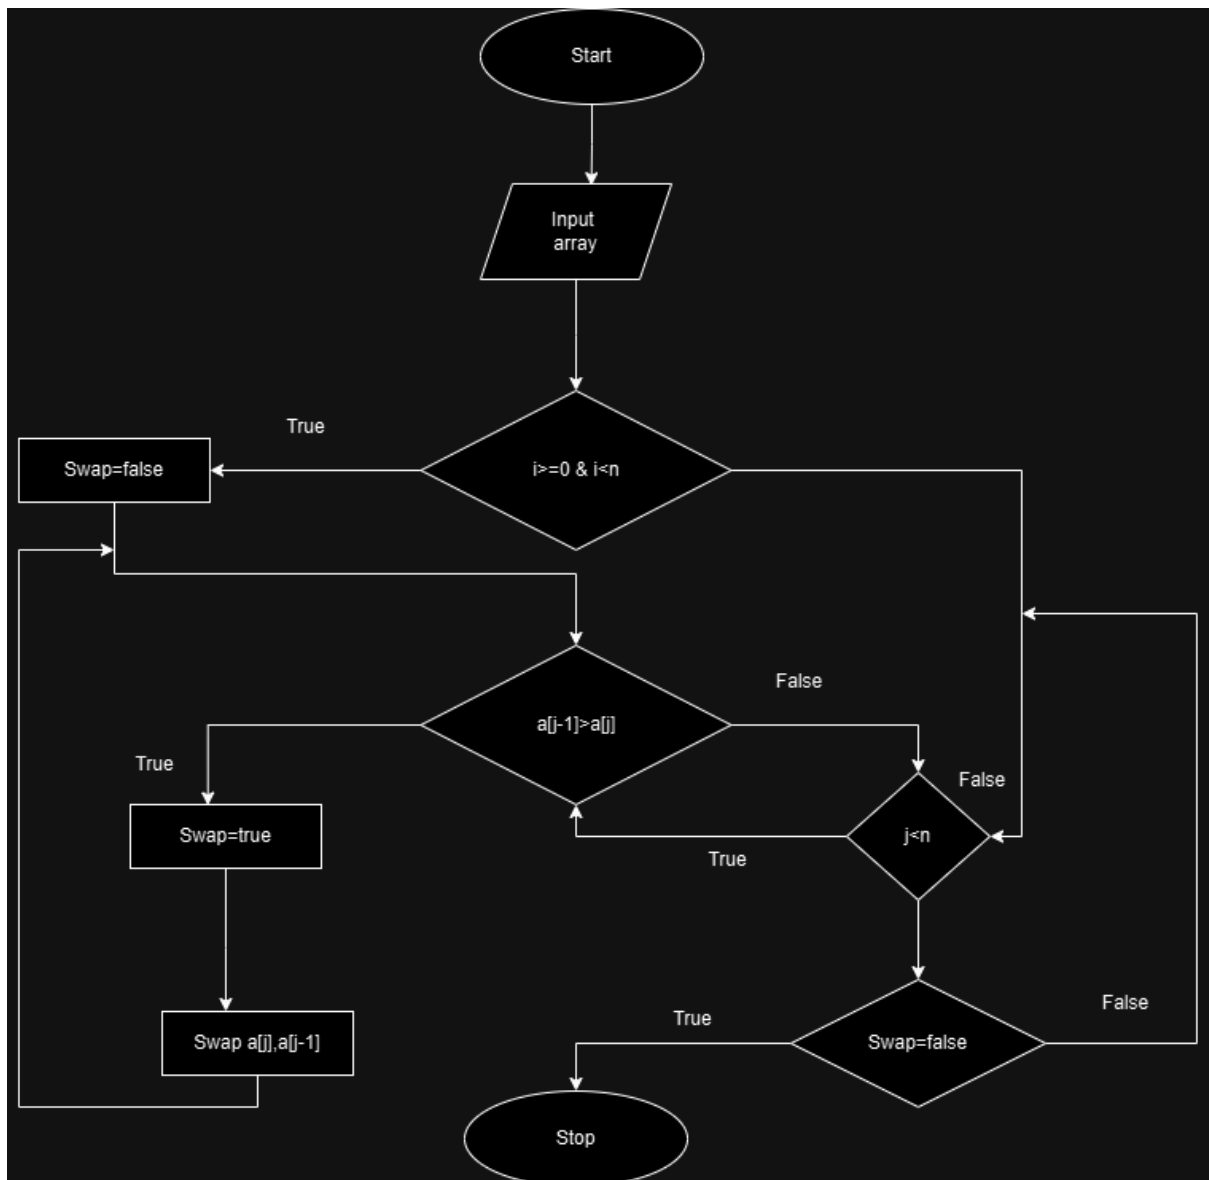 Start
Input
array
True
Swap=false
i>=0 & i<n
False
a[j-1]>a[j]
True
False
Swap=true
j<n
True
Swap a[j],a[j-1]
True
Swap=false
False
Stop